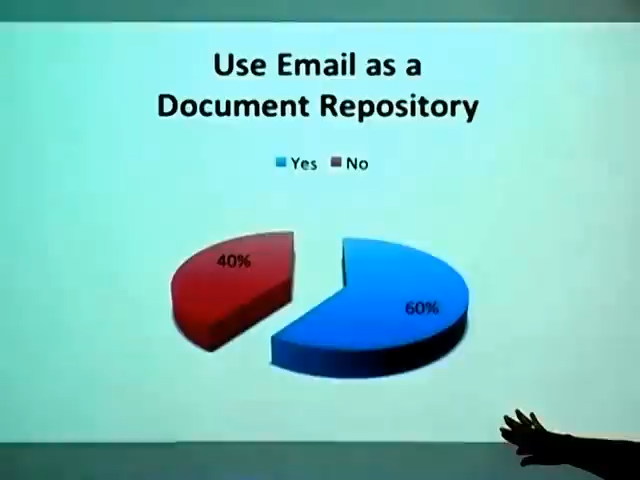 Use Email as a
Document Repository
Yes No
40%
60%